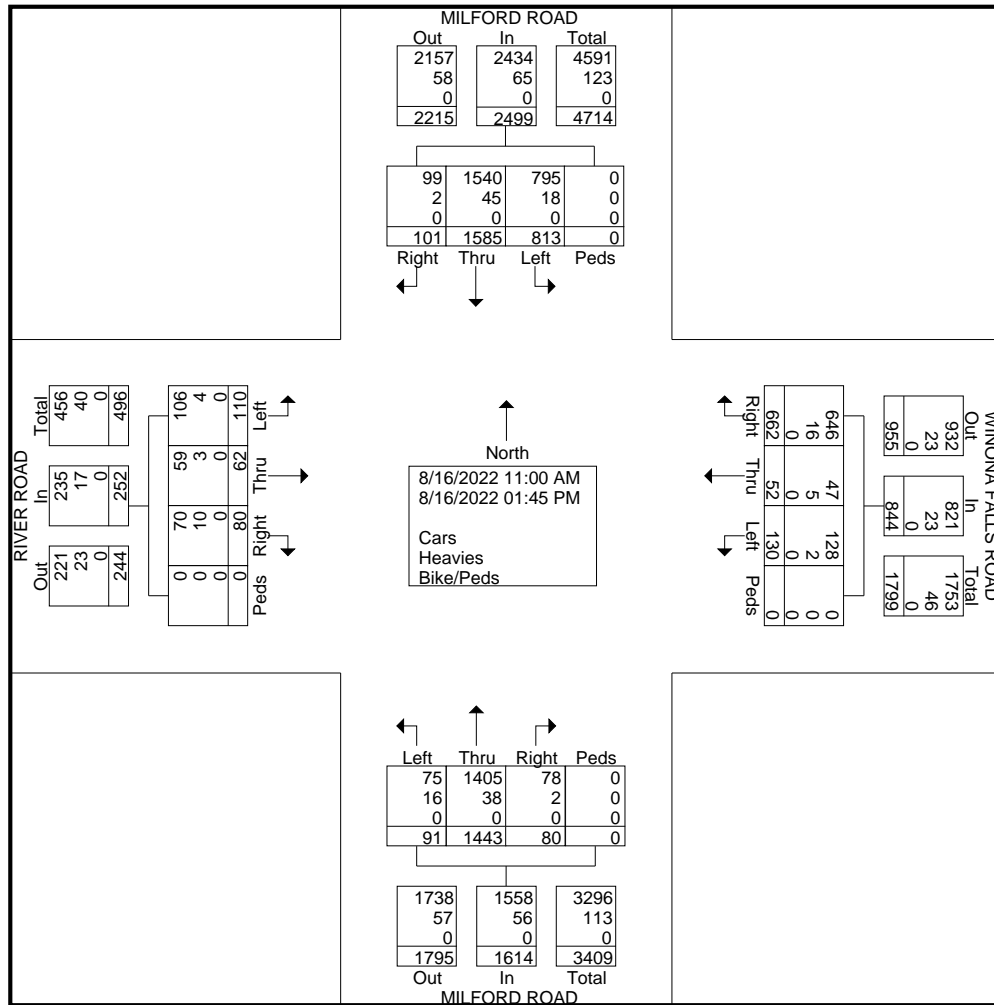 MILFORD ROAD
Out In Total
2157 2434 4591
58 65 123
0 0 0
2215 2499 4714
99 1540 795 0
2 45 18 0
0 0 0 0
101 1585 813 0
Right Thru Left Peds
RIVER ROAD
Total In Out
456 235 221
40 17 23
0 0 0
496 252 244
106 59 70 0
4 3 10 0
0 0 0 0
110 62 80 0
Left Thru Right Peds
North
8/16/2022 11:00 AM
8/16/2022 01:45 PM
Cars
Heavies
Bike/Peds
WINONA FALLS ROAD
Out In Total
932 821 1753
23 23 46
0 0 0
955 844 1799
646 47 128 0
16 5 2 0
0 0 0 0
662 52 130 0
Right Thru Left Peds
Left Thru Right Peds
75 1405 78 0
16 38 2 0
0 0 0 0
91 1443 80 0
1738 1558 3296
57 56 113
0 0 0
1795 1614 3409
Out In Total
MILFORD ROAD